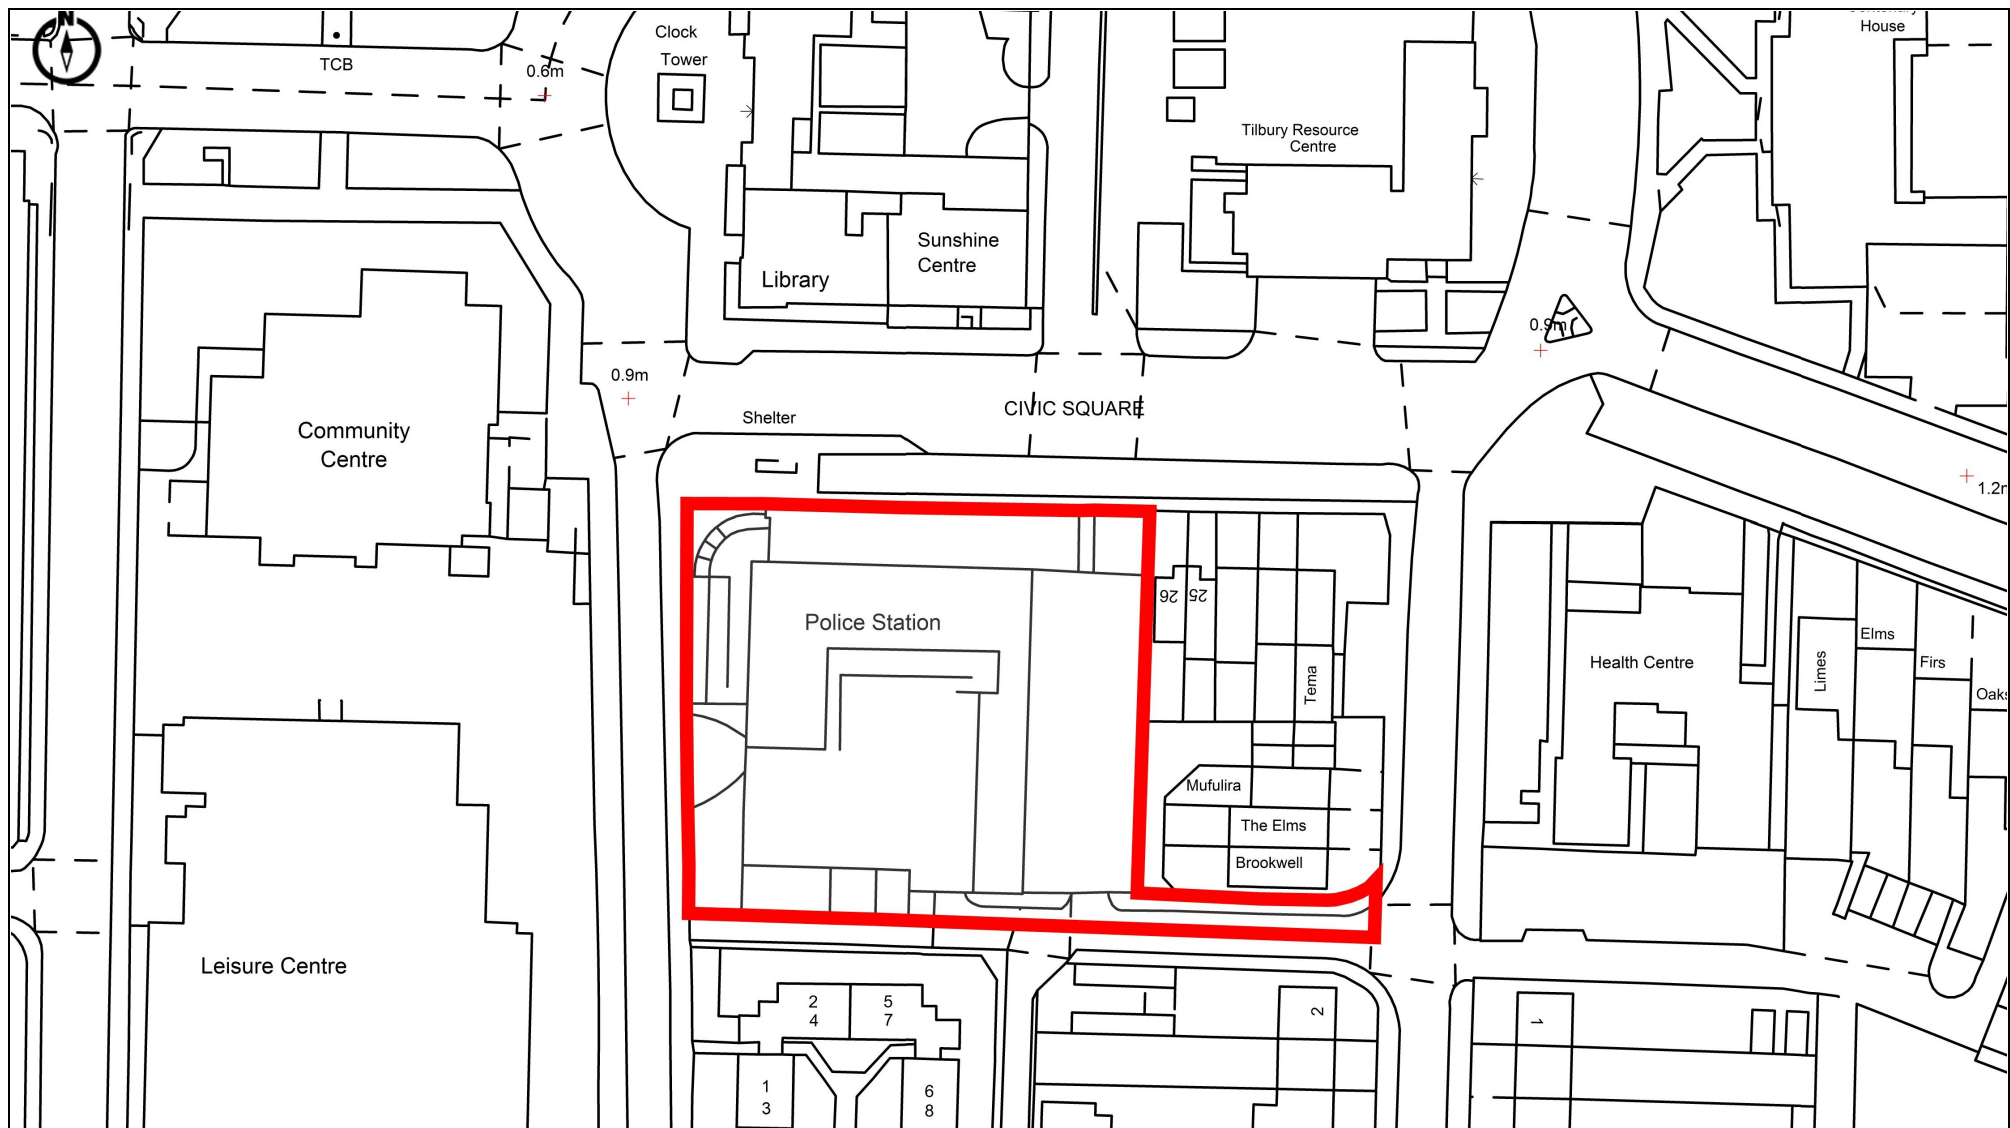 N
TCB
0.6m
Clock
Tower
House
Tilbury Resource
Centre
Sunshine
Centre
Library
0.9m
0.9m
CIVIC SQUARE
Shelter
Community
Centre
1.2m
26
25
Police Station
Tema
Health Centre
Limes
Elms
Firs
Oaks
Mufulira
The Elms
Brookwell
Leisure Centre
2
4
5
7
2
1
1
3
6
8